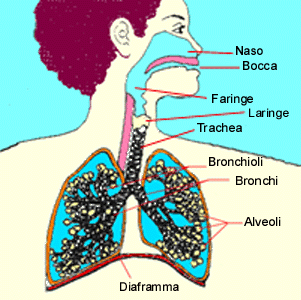 Naso
Bocca
Faringe
Laringe
Trachea
Bronchioli
Bronchi
Alveoli
Diaframma